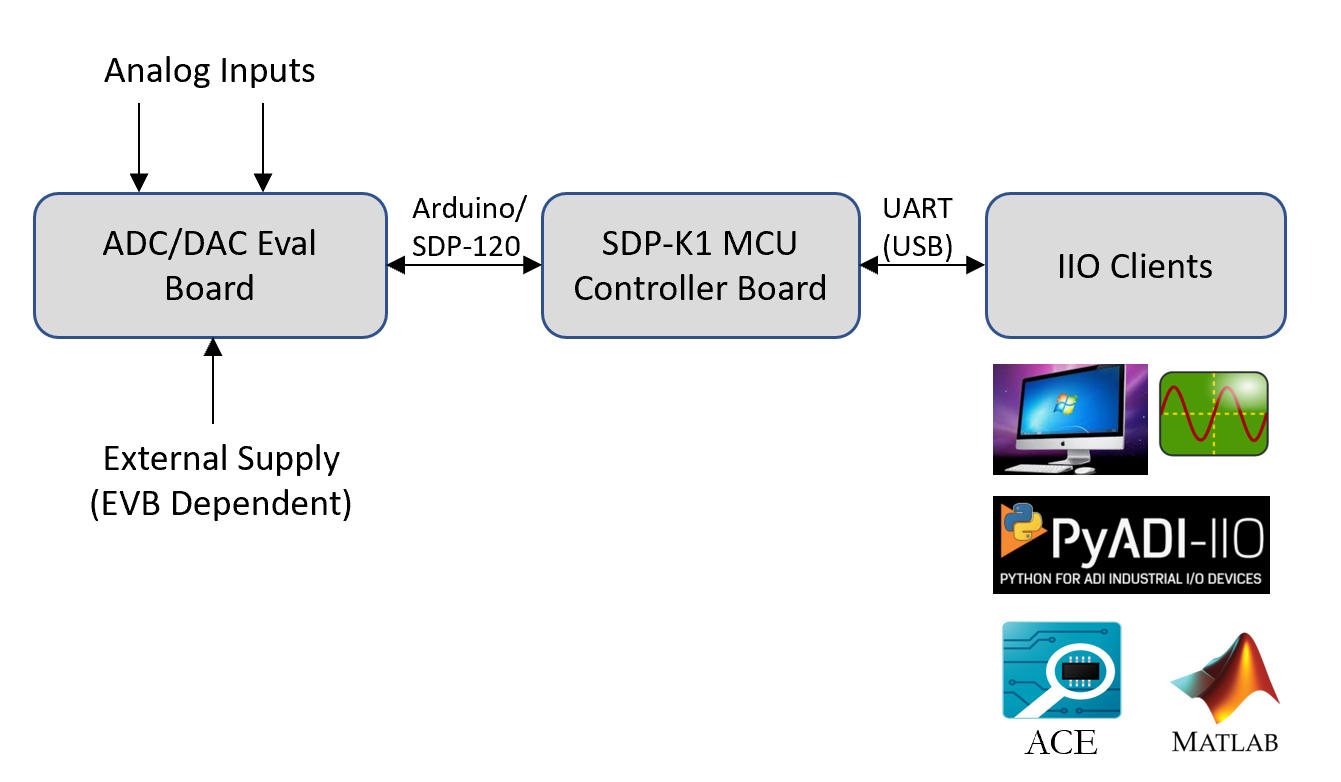 Analog Inputs
ADC/DAC Eval
Board
Arduino/
SDP-120
SDP-K1 MCU
Controller Board
UART
(USB)
IIO Clients
External Supply
(EVB Dependent)
PyADI-IIO
PYTHON FOR ADI INDUSTRIAL I/O DEVICES
ACE
MATLAB